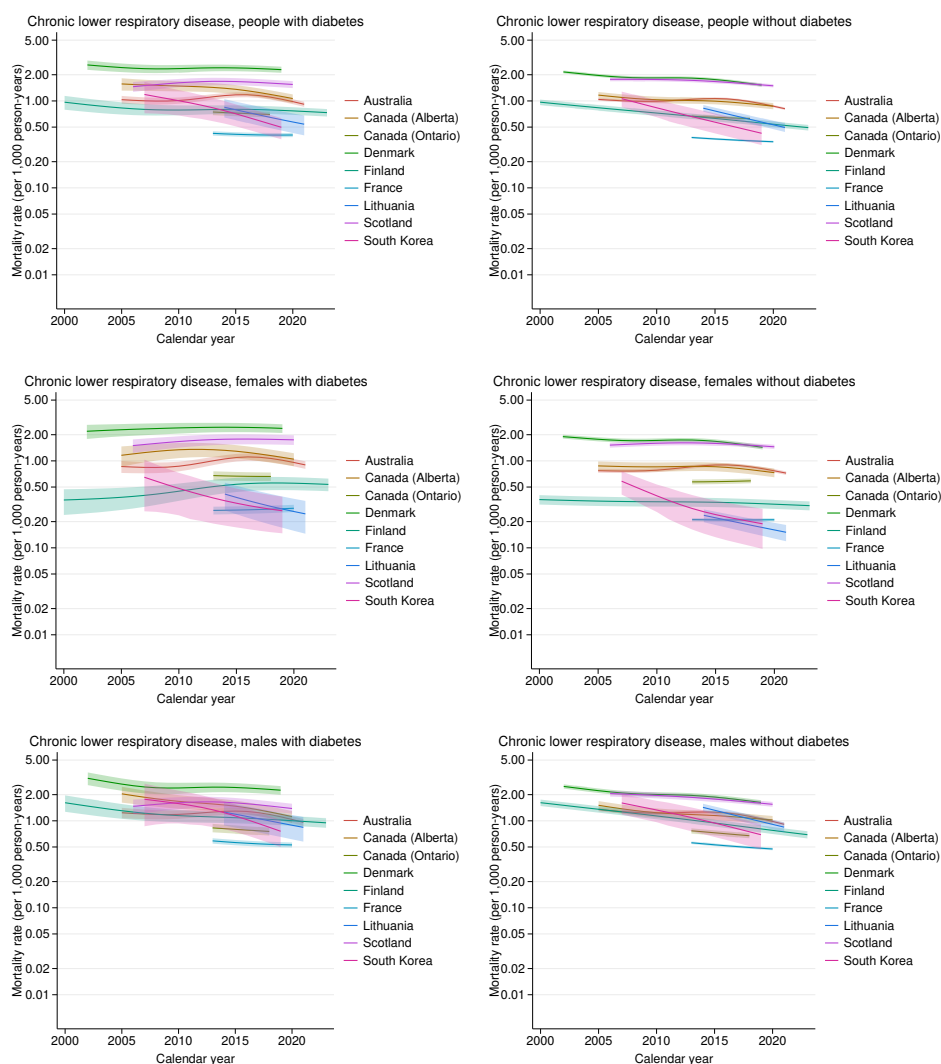 Chronic lower respiratory disease, people with diabetes
Mortality rate (per 1,000 person-years)
5.00
2.00
1.00
0.50
0.20
0.10
0.05
0.02
0.01
2000 2005 2010 2015 2020
Calendar year
Australia
Canada (Alberta)
Canada (Ontario)
Denmark
Finland
France
Lithuania
Scotland
South Korea
Chronic lower respiratory disease, people without diabetes
Mortality rate (per 1,000 person-years)
5.00
2.00
1.00
0.50
0.20
0.10
0.05
0.02
0.01
2000 2005 2010 2015 2020
Calendar year
Australia
Canada (Alberta)
Canada (Ontario)
Denmark
Finland
France
Lithuania
Scotland
South Korea
Chronic lower respiratory disease, females with diabetes
Mortality rate (per 1,000 person-years)
5.00
2.00
1.00
0.50
0.20
0.10
0.05
0.02
0.01
2000 2005 2010 2015 2020
Calendar year
Australia
Canada (Alberta)
Canada (Ontario)
Denmark
Finland
France
Lithuania
Scotland
South Korea
Chronic lower respiratory disease, females without diabetes
Mortality rate (per 1,000 person-years)
5.00
2.00
1.00
0.50
0.20
0.10
0.05
0.02
0.01
2000 2005 2010 2015 2020
Calendar year
Australia
Canada (Alberta)
Canada (Ontario)
Denmark
Finland
France
Lithuania
Scotland
South Korea
Chronic lower respiratory disease, males with diabetes
Mortality rate (per 1,000 person-years)
5.00
2.00
1.00
0.50
0.20
0.10
0.05
0.02
0.01
2000 2005 2010 2015 2020
Calendar year
Australia
Canada (Alberta)
Canada (Ontario)
Denmark
Finland
France
Lithuania
Scotland
South Korea
Chronic lower respiratory disease, males without diabetes
Mortality rate (per 1,000 person-years)
5.00
2.00
1.00
0.50
0.20
0.10
0.05
0.02
0.01
2000 2005 2010 2015 2020
Calendar year
Australia
Canada (Alberta)
Canada (Ontario)
Denmark
Finland
France
Lithuania
Scotland
South Korea